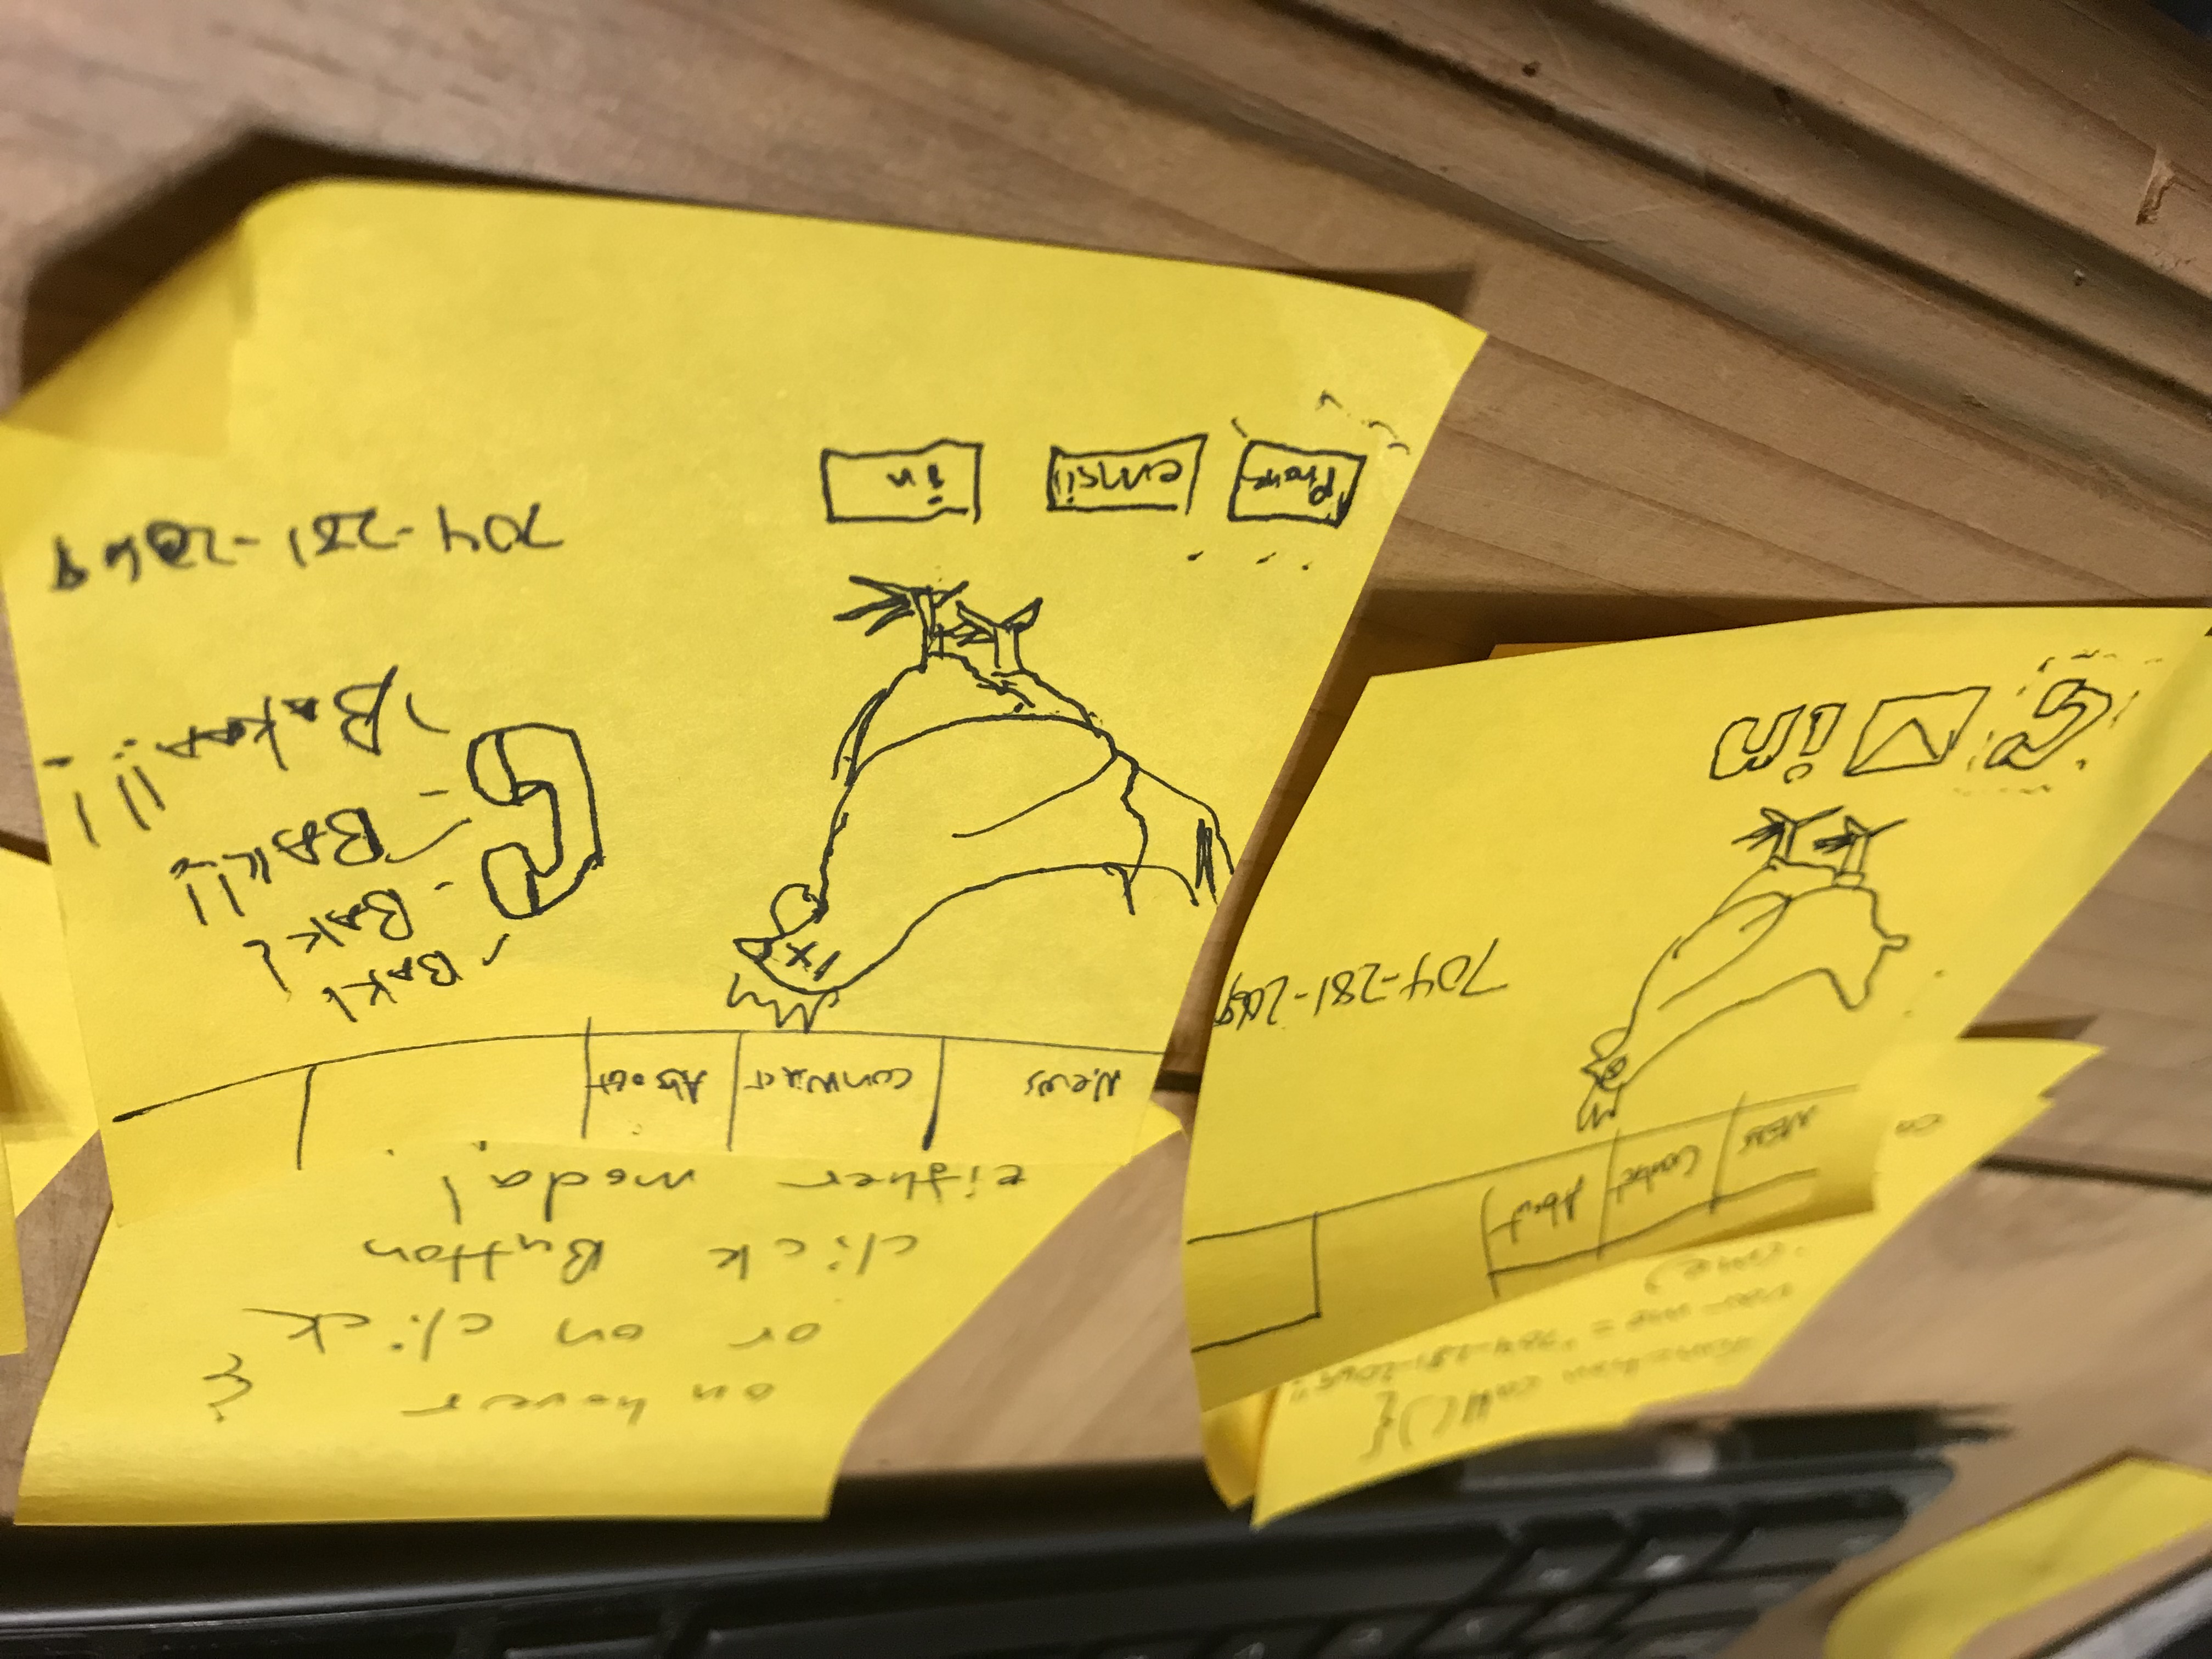 function call(){
var me = "704-281-2069"
(me)
News Contact About
704-281-2069
in
on hover
or on click
click Button
either modal
News conntact About
BAK!
BAK!
BAK!!
BAKAA!!!
704-281-2069
Phone email in